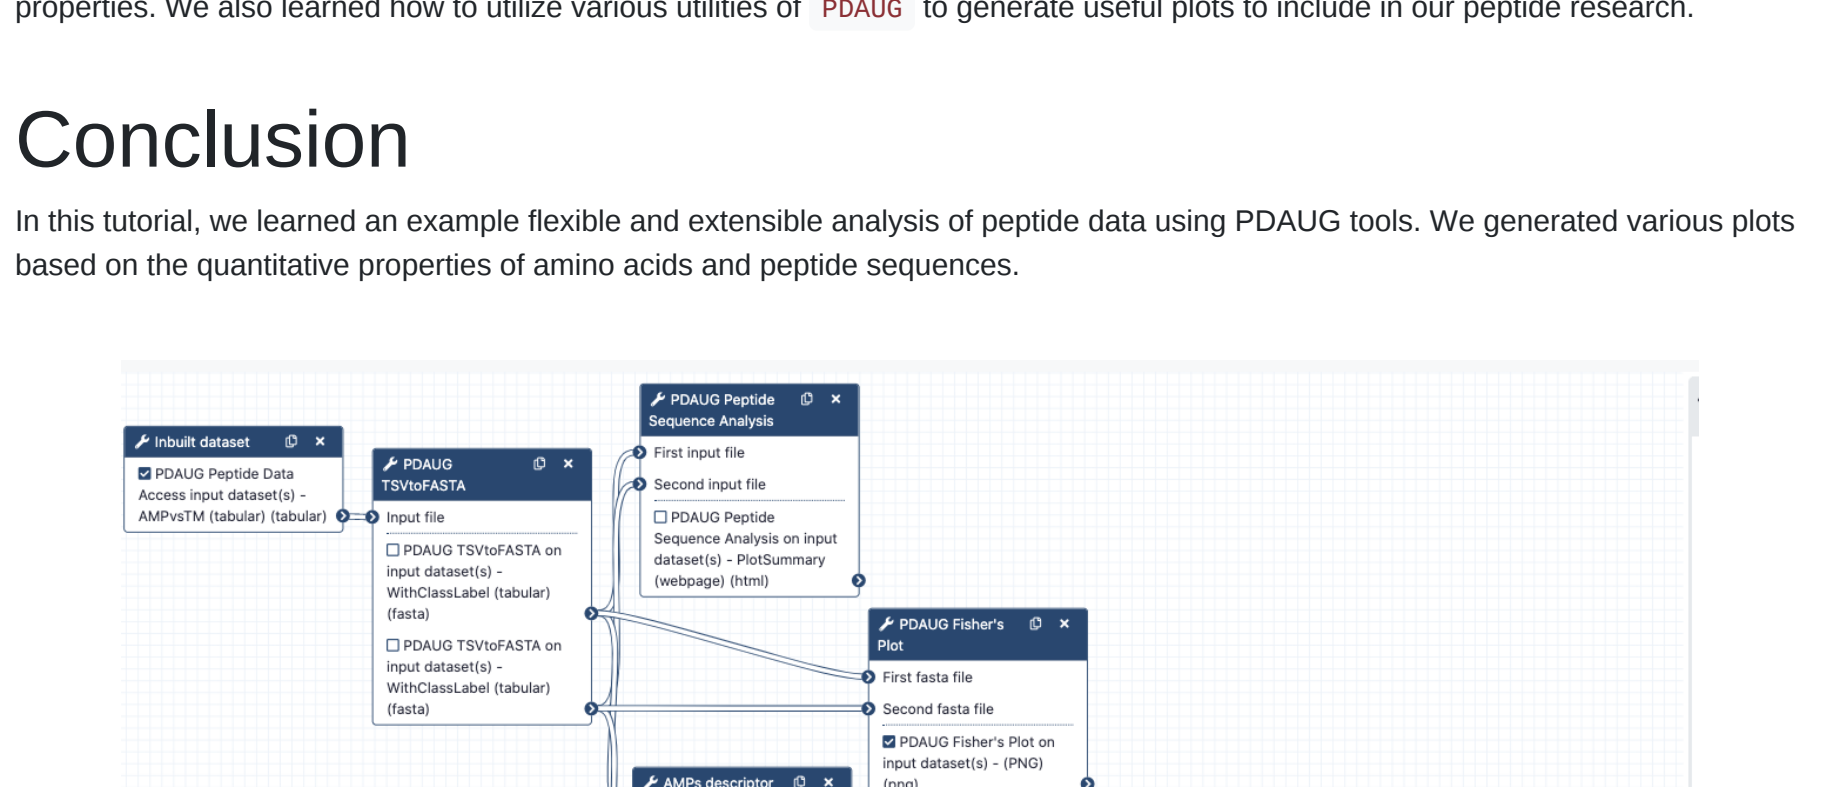 properties. We also learned how to utilize various utilities of PDAUG to generate useful plots to include in our peptide research.
Conclusion
In this tutorial, we learned an example flexible and extensible analysis of peptide data using PDAUG tools. We generated various plots
based on the quantitative properties of amino acids and peptide sequences.
Inbuilt dataset
PDAUG Peptide Data
Access input dataset(s) -
AMPvsTM (tabular) (tabular)
PDAUG
TSVtoFASTA
Input file
PDAUG TSVtoFASTA on
input dataset(s) -
WithClassLabel (tabular)
(fasta)
PDAUG TSVtoFASTA on
input dataset(s) -
WithClassLabel (tabular)
(fasta)
PDAUG Peptide
Sequence Analysis
First input file
Second input file
PDAUG Peptide
Sequence Analysis on input
dataset(s) - PlotSummary
(webpage) (html)
PDAUG Fisher's
Plot
First fasta file
Second fasta file
PDAUG Fisher's Plot on
input dataset(s) - (PNG)
(png)
AMPs descriptor